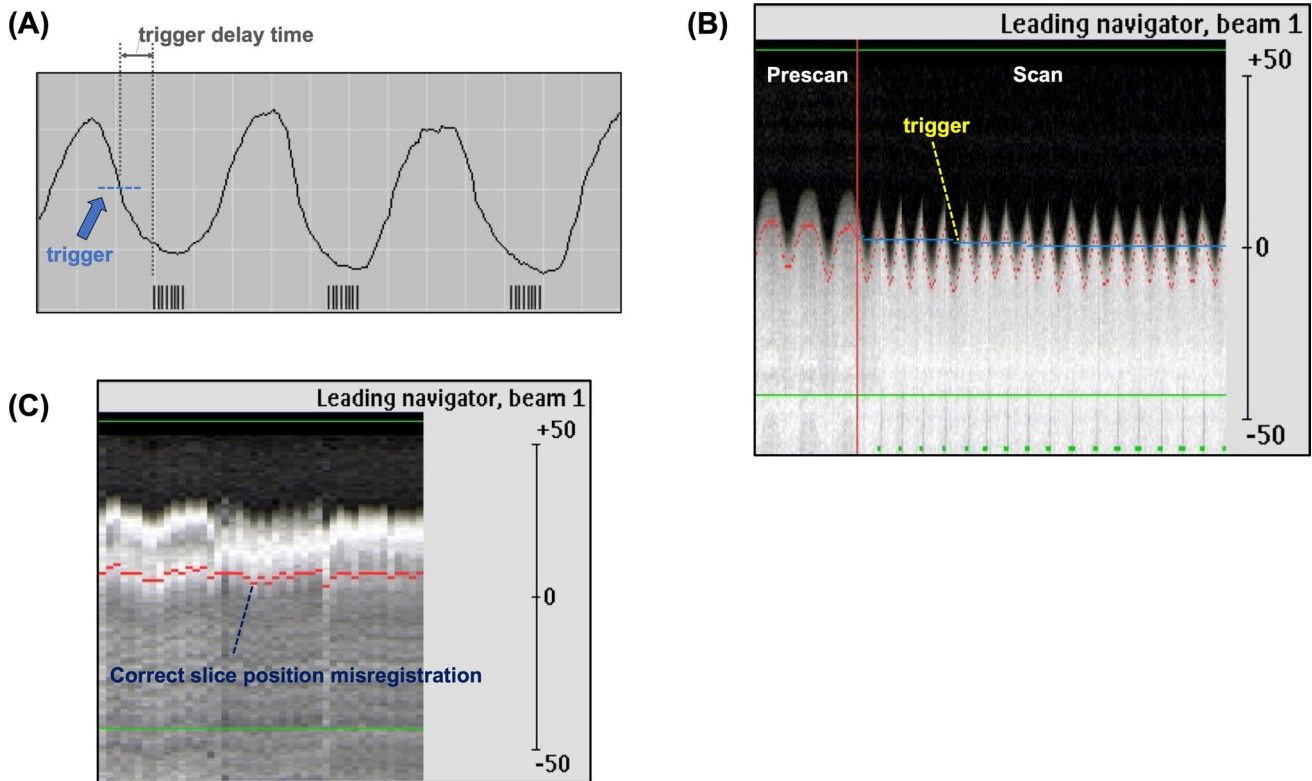 (A)
trigger delay time
trigger
(B)
Leading navigator, beam 1
Prescan
Scan
trigger
+50
0
-50
(C)
Leading navigator, beam 1
+50
0
-50
Correct slice position misregistration